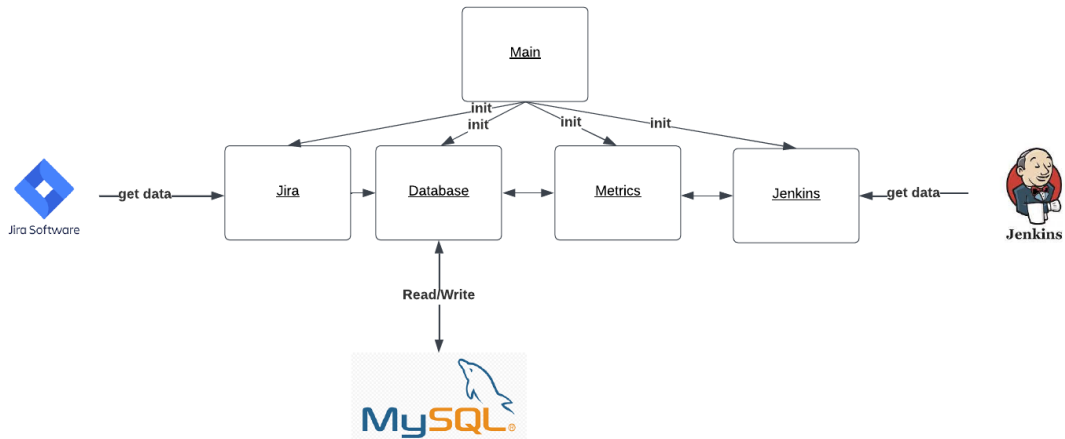 Main
init
init
init
init
get data
Jira
Database
Metrics
Jenkins
get data
Jira Software
Jenkins
Read/Write
MySQL